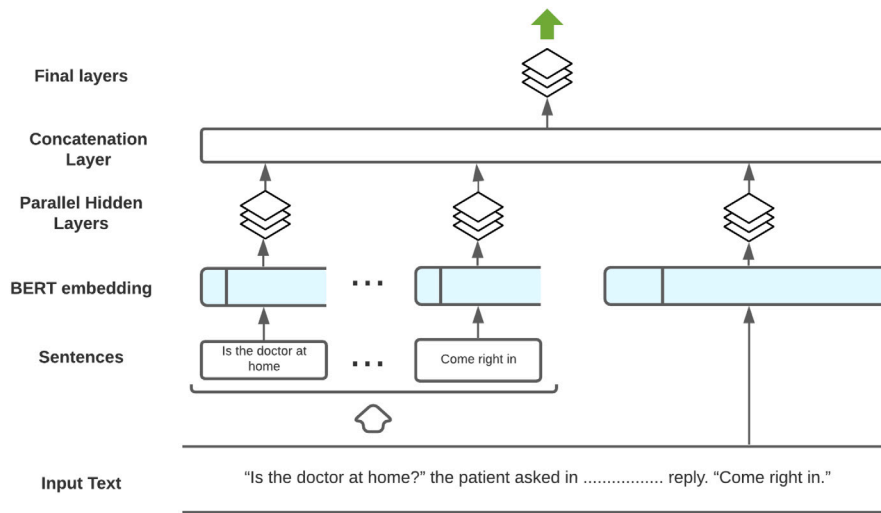 Final layers
Concatenation
Layer
Parallel Hidden
Layers
BERT embedding
...
Sentences
Is the doctor at
home
...
Come right in
Input Text
“Is the doctor at home?” the patient asked in ................. reply. “Come right in.”